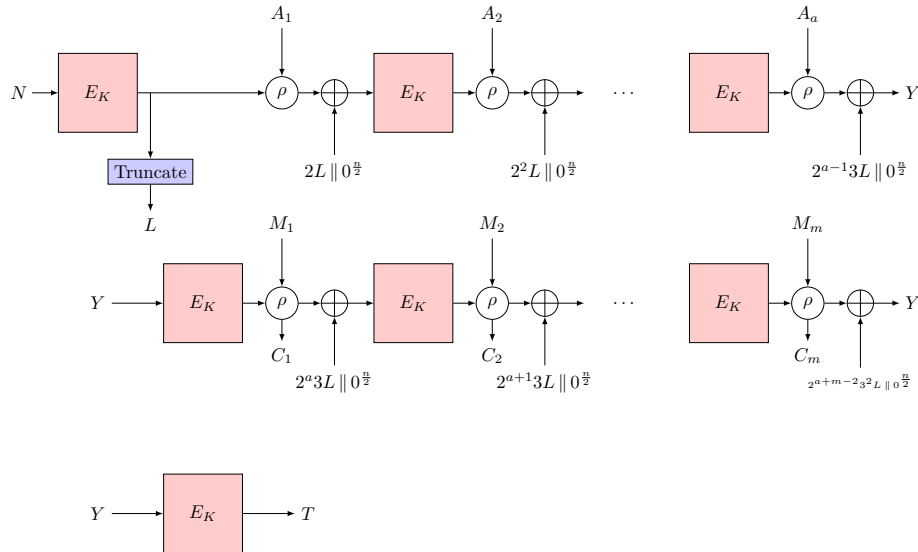 A_1 A_2 A_a
N E_K ρ E_K ρ ⋯ E_K ρ Y
2L ∥ 0^{n/2} 2^2L ∥ 0^{n/2} 2^{a−1}3L ∥ 0^{n/2}
Truncate
L
M_1 M_2 M_m
Y E_K ρ E_K ρ ⋯ E_K ρ Y
C_1 C_2 C_m
2^a3L ∥ 0^{n/2} 2^{a+1}3L ∥ 0^{n/2} 2^{a+m−2}3^2L ∥ 0^{n/2}
Y E_K T